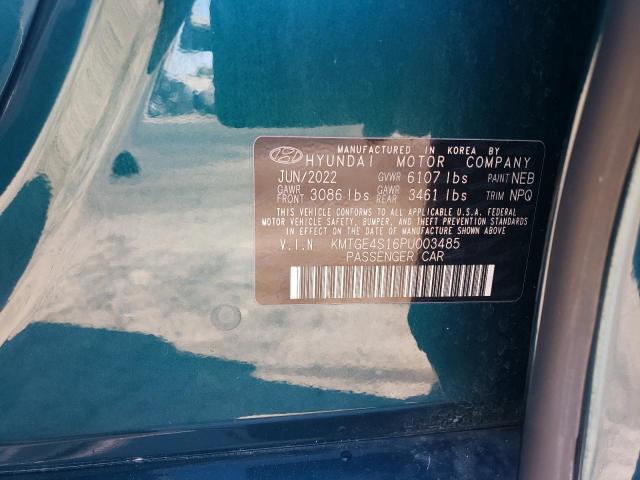 MANUFACTURED IN KOREA BY
HYUNDAI MOTOR COMPANY
JUN/2022 GVWR 6107 lbs PAINT NEB
GAWR FRONT 3086 lbs GAWR REAR 3461 lbs TRIM NPQ
THIS VEHICLE CONFORMS TO ALL APPLICABLE U.S.A. FEDERAL
MOTOR VEHICLE SAFETY, BUMPER, AND THEFT PREVENTION STANDARDS
IN EFFECT ON THE DATE OF MANUFACTURE SHOWN ABOVE.
V.I.N KMTGE4S16PU003485
PASSENGER CAR